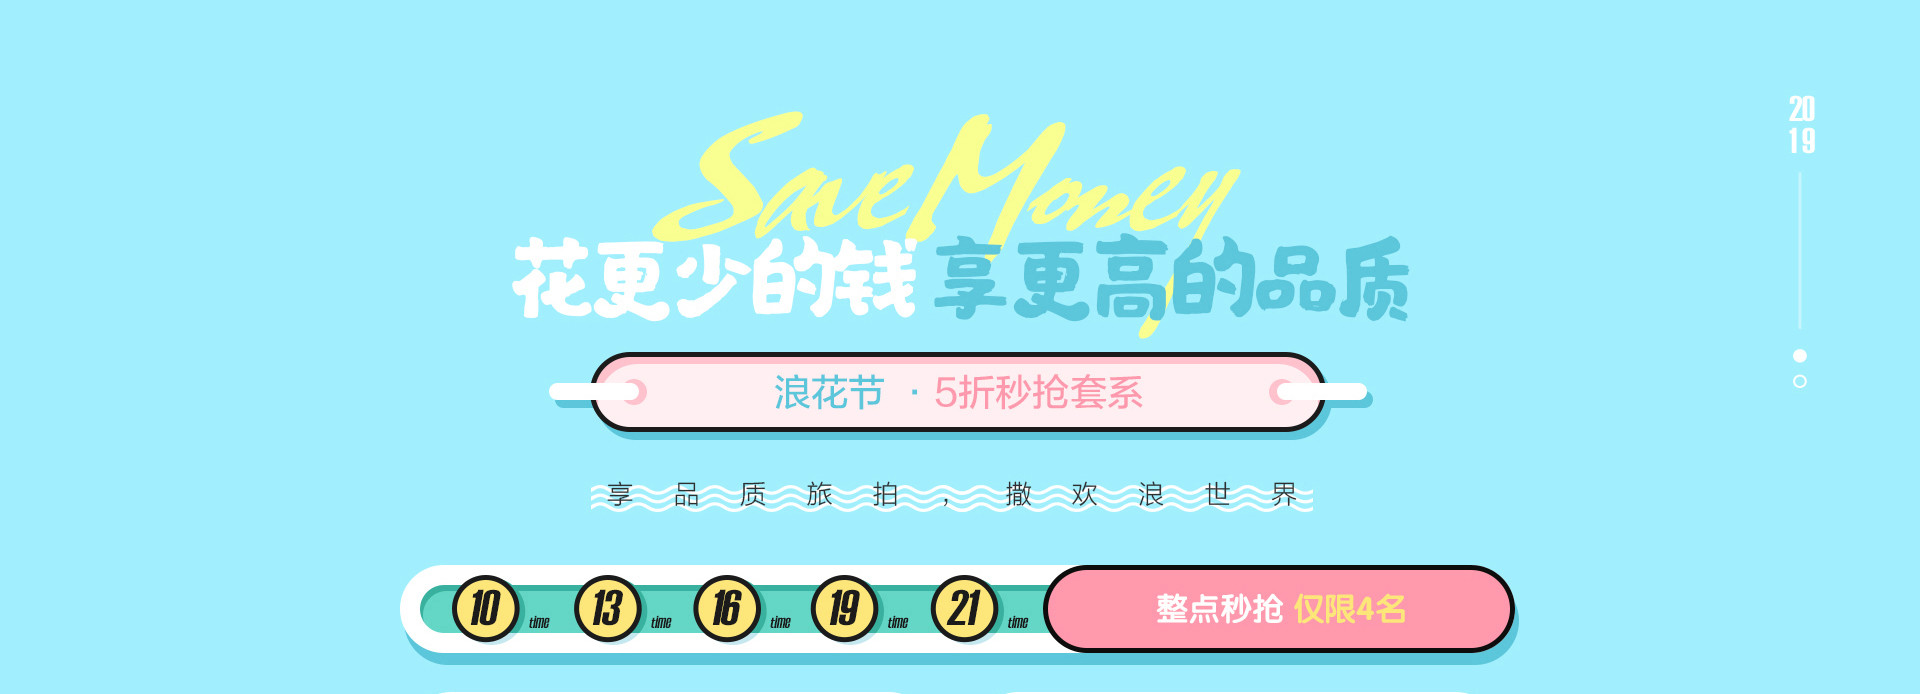 20
19
Save Money
花更少的钱 享更高的品质
浪花节 · 5折秒抢套系
享品质旅拍，撒欢浪世界
10 time 13 time 16 time 19 time 21 time 整点秒抢 仅限4名